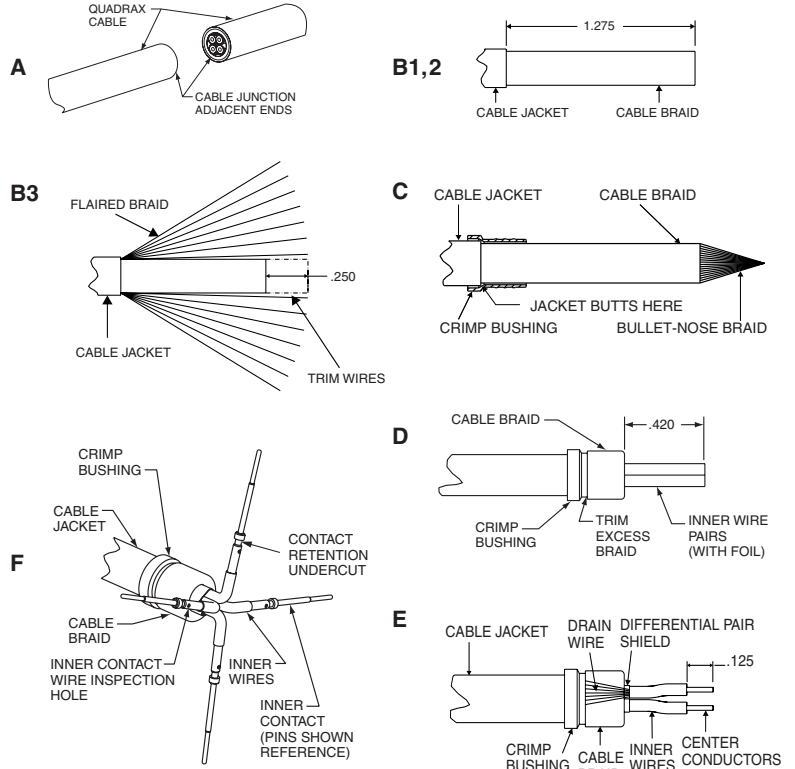 A
QUADRAX
CABLE
CABLE JUNCTION
ADJACENT ENDS
B1,2
1.275
CABLE JACKET
CABLE BRAID
B3
FLAIRED BRAID
.250
CABLE JACKET
TRIM WIRES
C
CABLE JACKET
CABLE BRAID
JACKET BUTTS HERE
CRIMP BUSHING
BULLET-NOSE BRAID
D
CABLE BRAID
.420
CRIMP
BUSHING
TRIM
EXCESS
BRAID
INNER WIRE
PAIRS
(WITH FOIL)
F
CRIMP
BUSHING
CABLE
JACKET
CONTACT
RETENTION
UNDERCUT
CABLE
BRAID
INNER CONTACT
WIRE INSPECTION
HOLE
INNER
WIRES
INNER
CONTACT
(PINS SHOWN
REFERENCE)
E
CABLE JACKET
DRAIN
WIRE
DIFFERENTIAL PAIR
SHIELD
.125
CRIMP
BUSHING
CABLE
INNER
WIRES
CENTER
CONDUCTORS